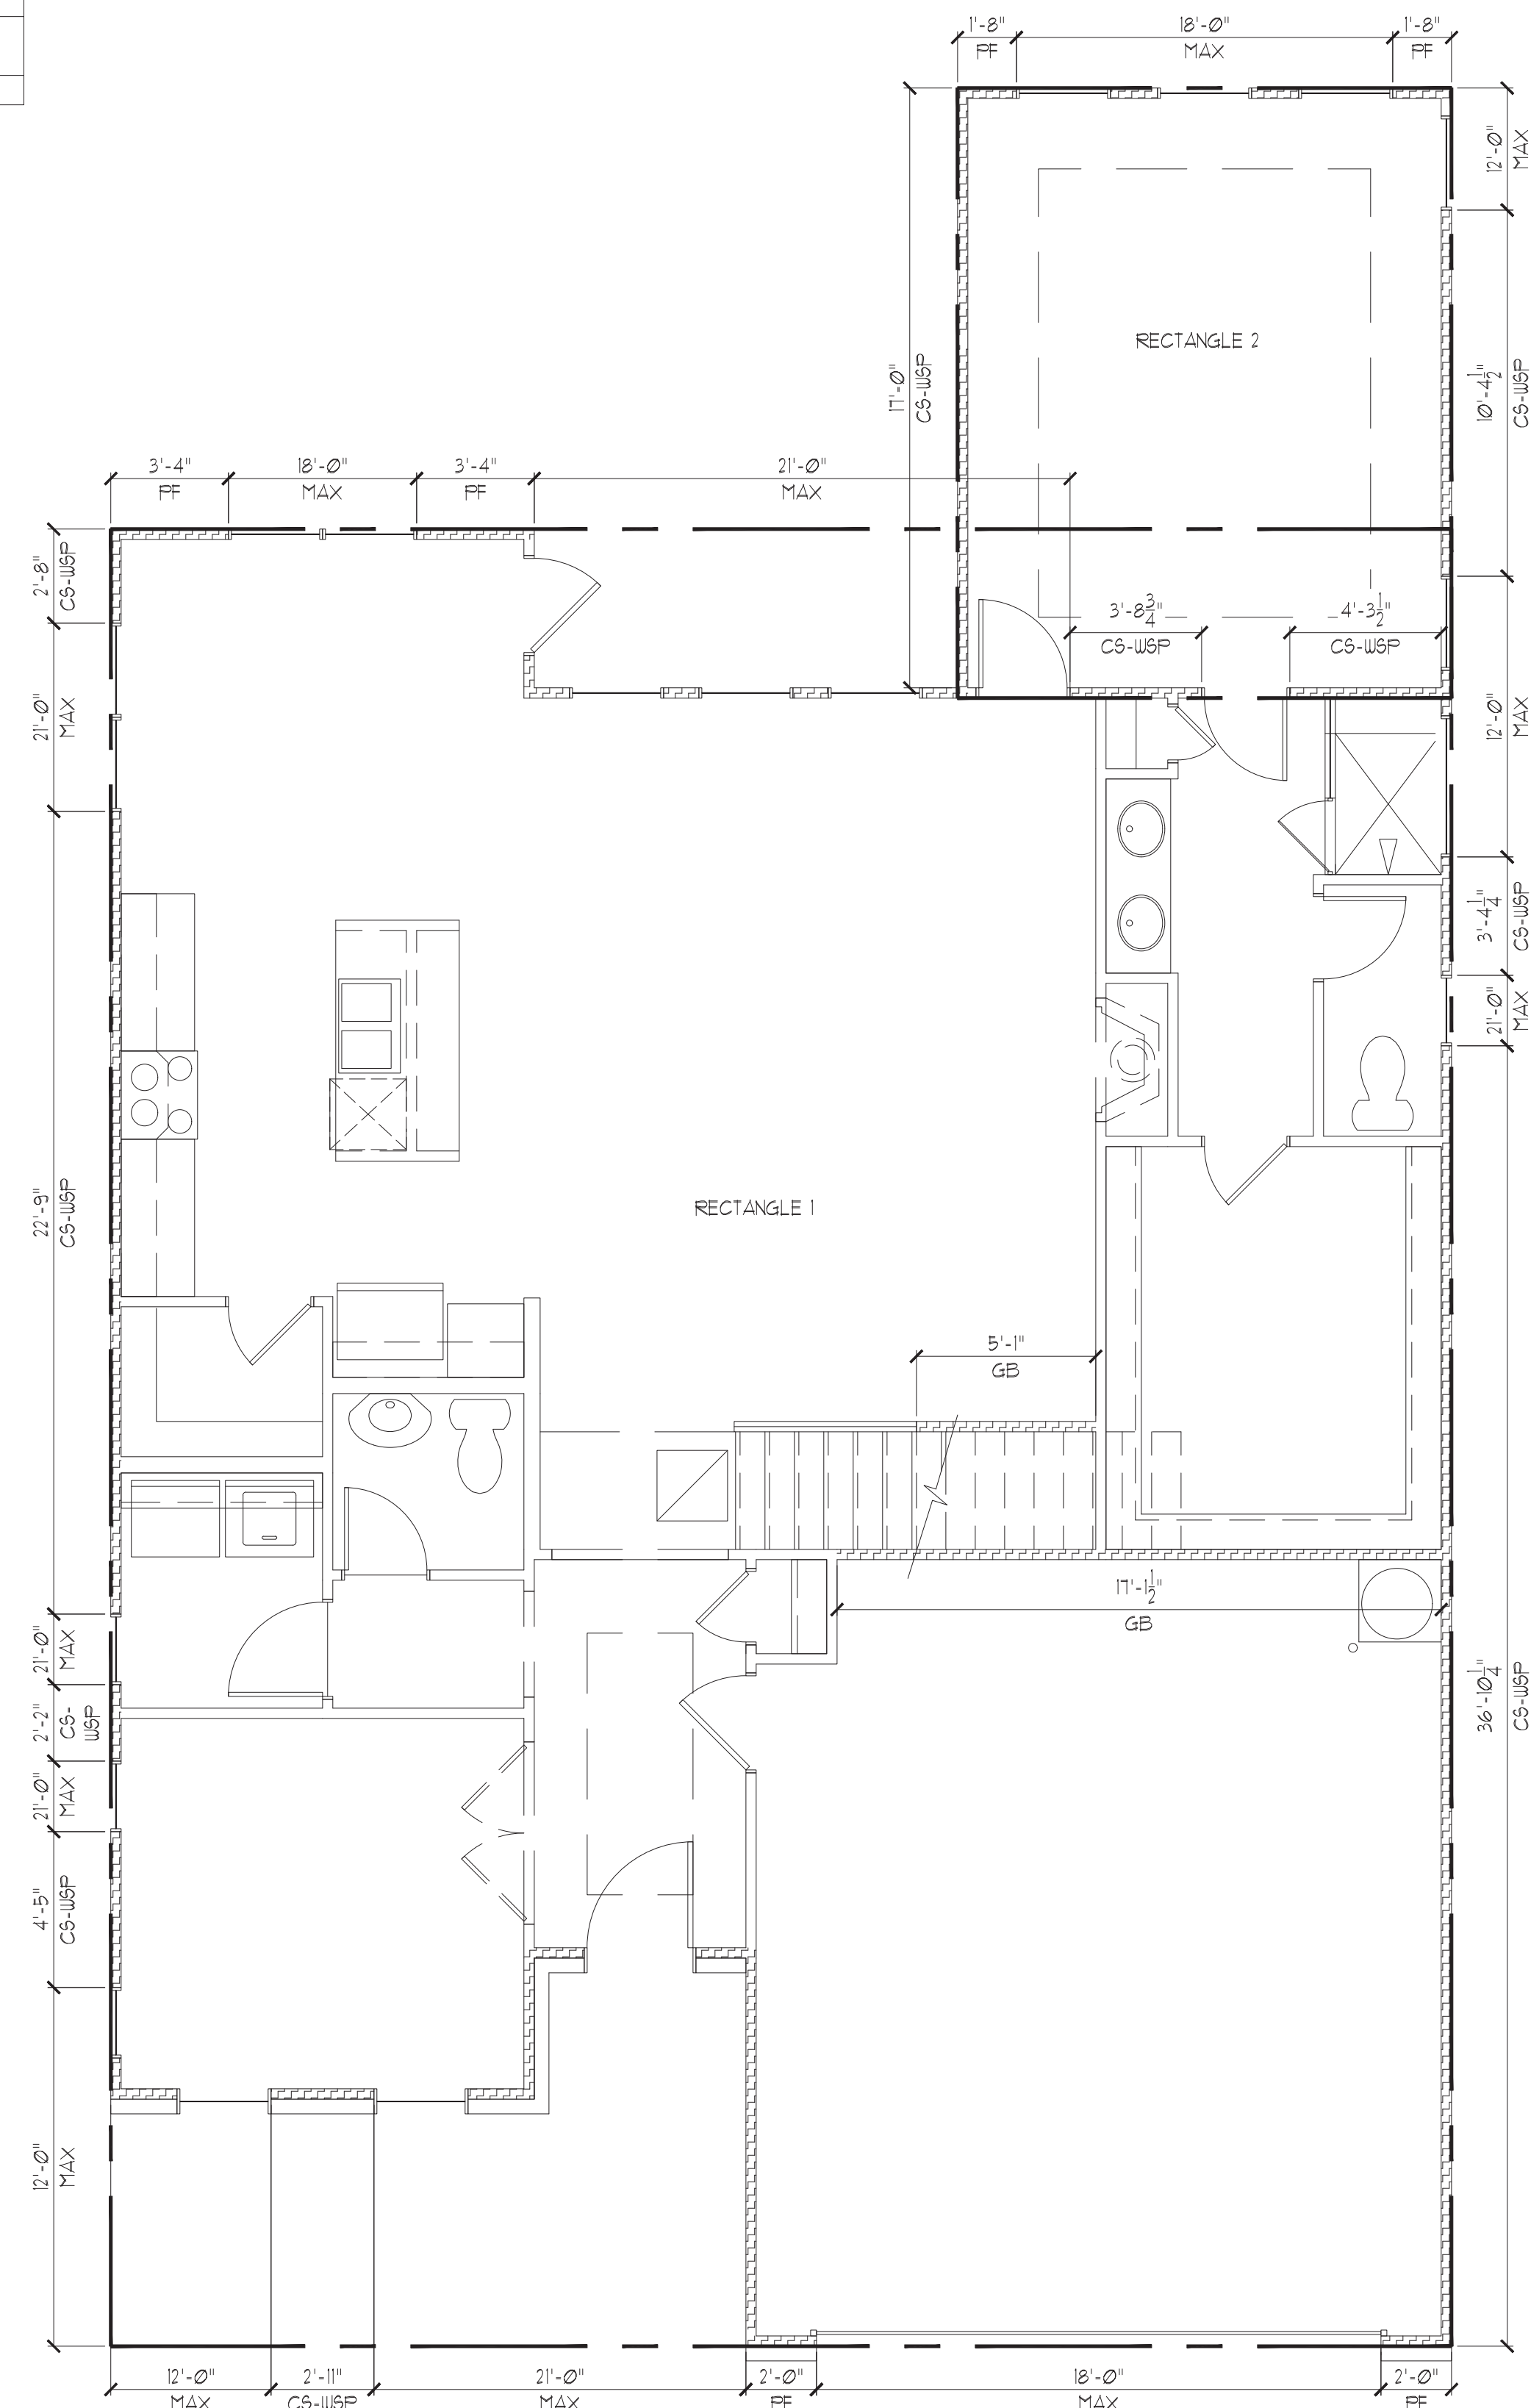 1'-8" 18'-0" 1'-8"
PF MAX PF
12'-0"
MAX
RECTANGLE 2
17'-0"
CS-WSP
10'-4 1/2"
CS-WSP
3'-4" 18'-0" 3'-4" 21'-0"
PF MAX PF MAX
2'-8"
CS-WSP
3'-8 3/4" 4'-3 1/2"
CS-WSP CS-WSP
21'-0"
MAX
12'-0"
MAX
3'-4 1/4"
CS-WSP
21'-0"
MAX
22'-9"
CS-WSP
RECTANGLE 1
5'-1"
GB
17'-1 1/2"
GB
21'-0"
MAX
2'-2"
CS-
WSP
36'-10 1/4"
CS-WSP
21'-0"
MAX
4'-5"
CS-WSP
12'-0"
MAX
12'-0" 2'-11" 21'-0" 2'-0" 18'-0" 2'-0"
MAX CS-WSP MAX PF MAX PF